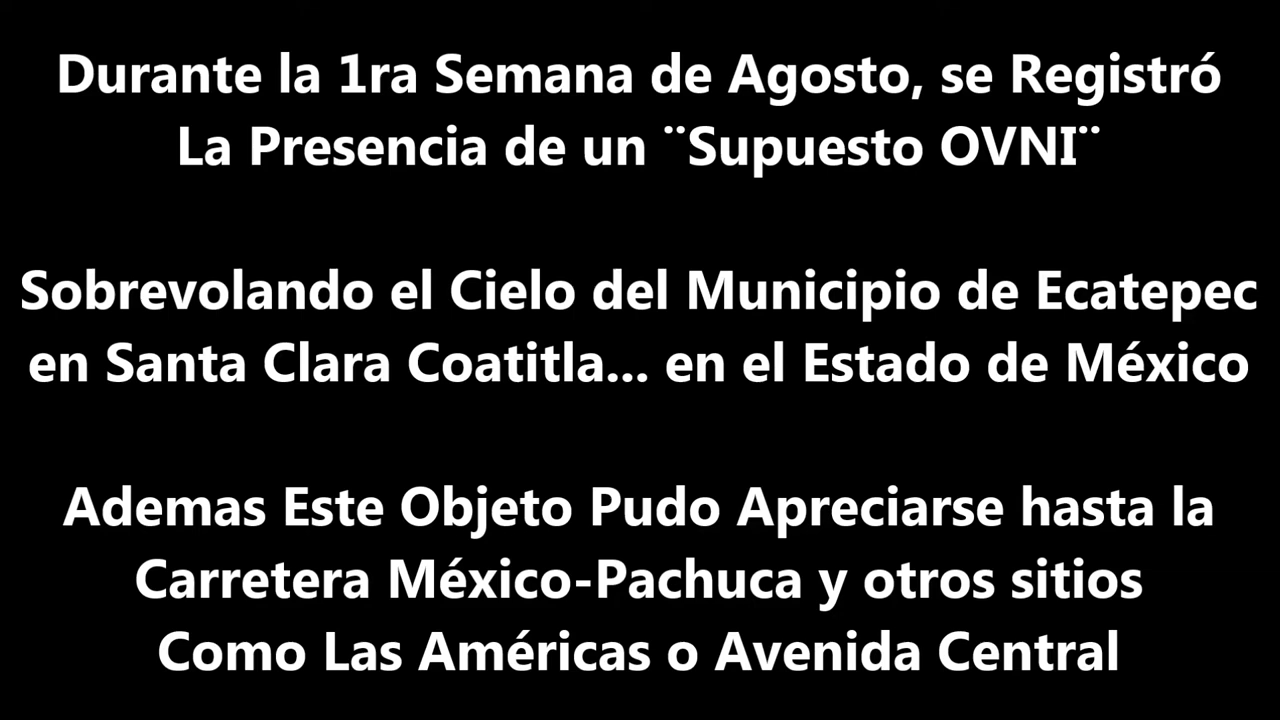 Durante la 1ra Semana de Agosto, se Registró
La Presencia de un ¨Supuesto OVNI¨
Sobrevolando el Cielo del Municipio de Ecatepec
en Santa Clara Coatitla... en el Estado de México
Ademas Este Objeto Pudo Apreciarse hasta la
Carretera México-Pachuca y otros sitios
Como Las Américas o Avenida Central